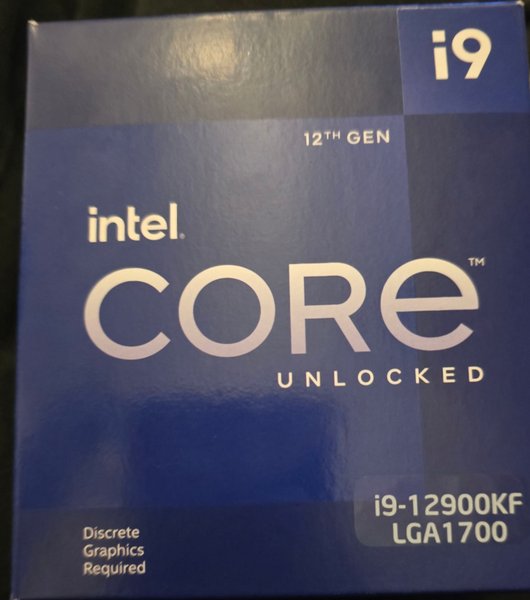 i9
12TH GEN
intel.
CORE™
UNLOCKED
i9-12900KF
LGA1700
Discrete
Graphics
Required